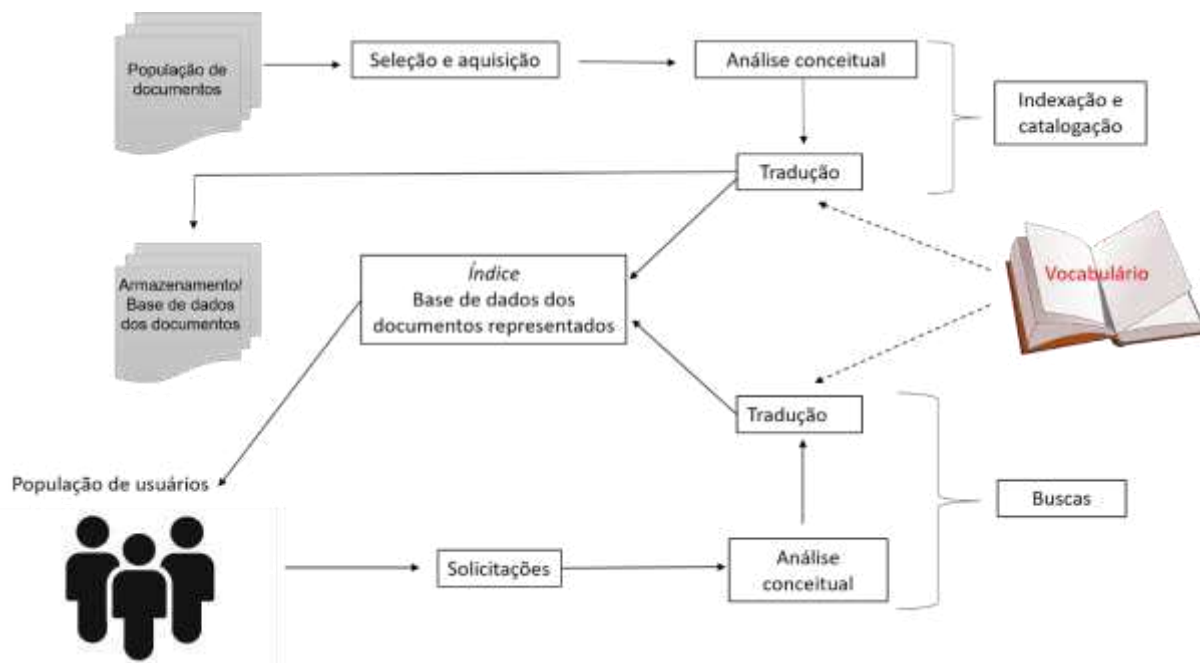 População de
documentos
Seleção e aquisição
Análise conceitual
Indexação e
catalogação
Tradução
Armazenamento/
Base de dados
dos documentos
Índice
Base de dados dos
documentos representados
Vocabulário
Tradução
População de usuários
Buscas
Solicitações
Análise
conceitual